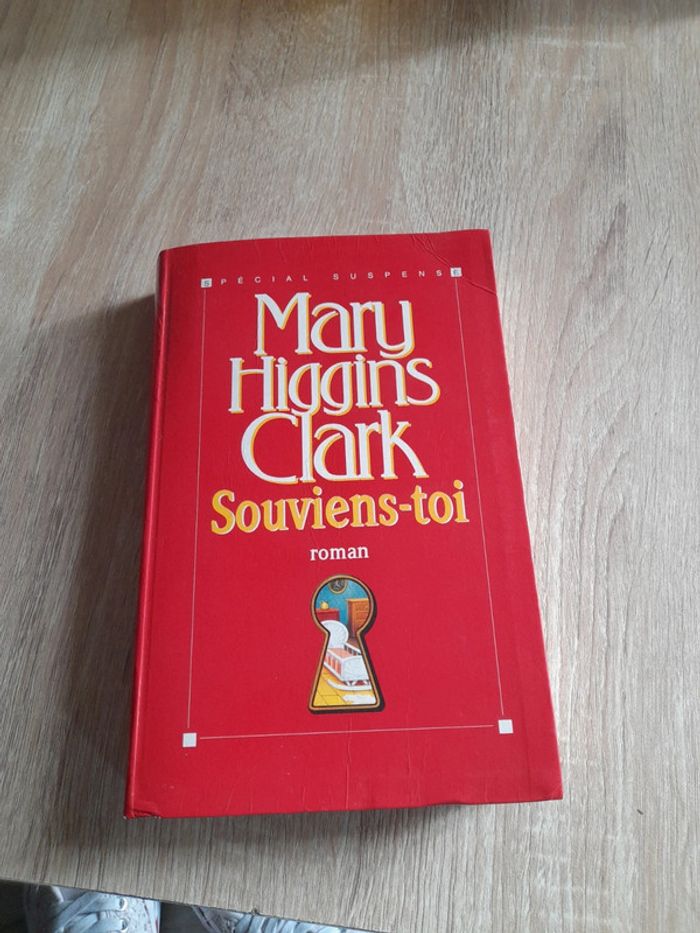 SPÉCIAL SUSPENSE
Mary
Higgins
Clark
Souviens-toi
roman